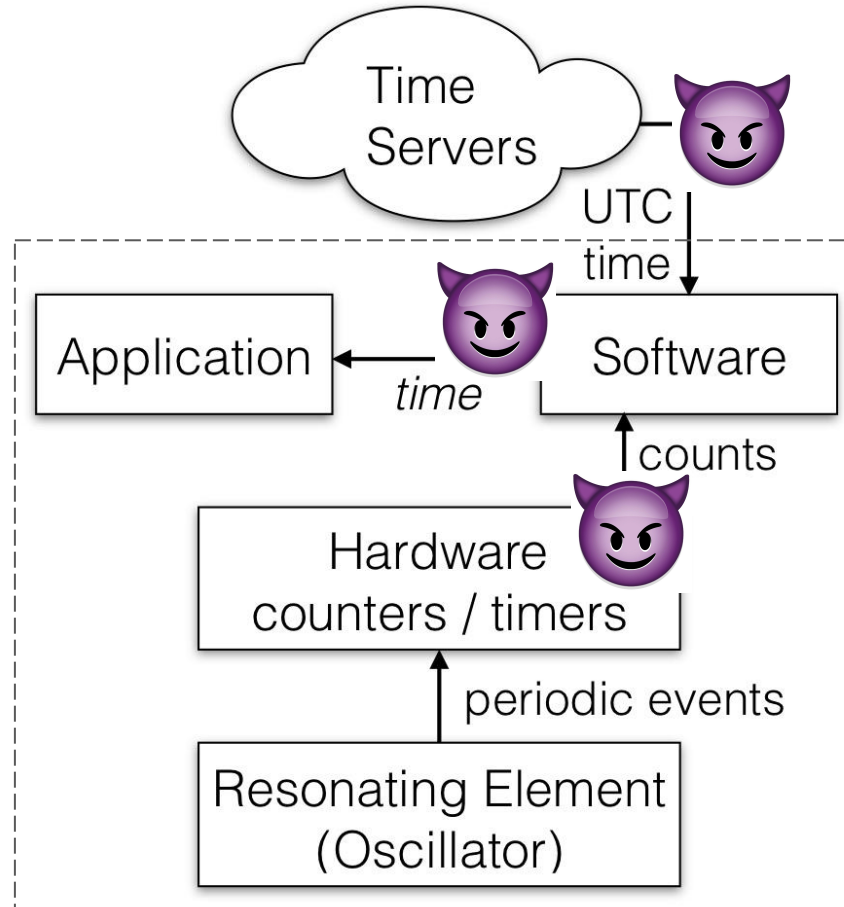 Time
Servers
UTC
time
Application
time
Software
counts
Hardware
counters / timers
periodic events
Resonating Element
(Oscillator)